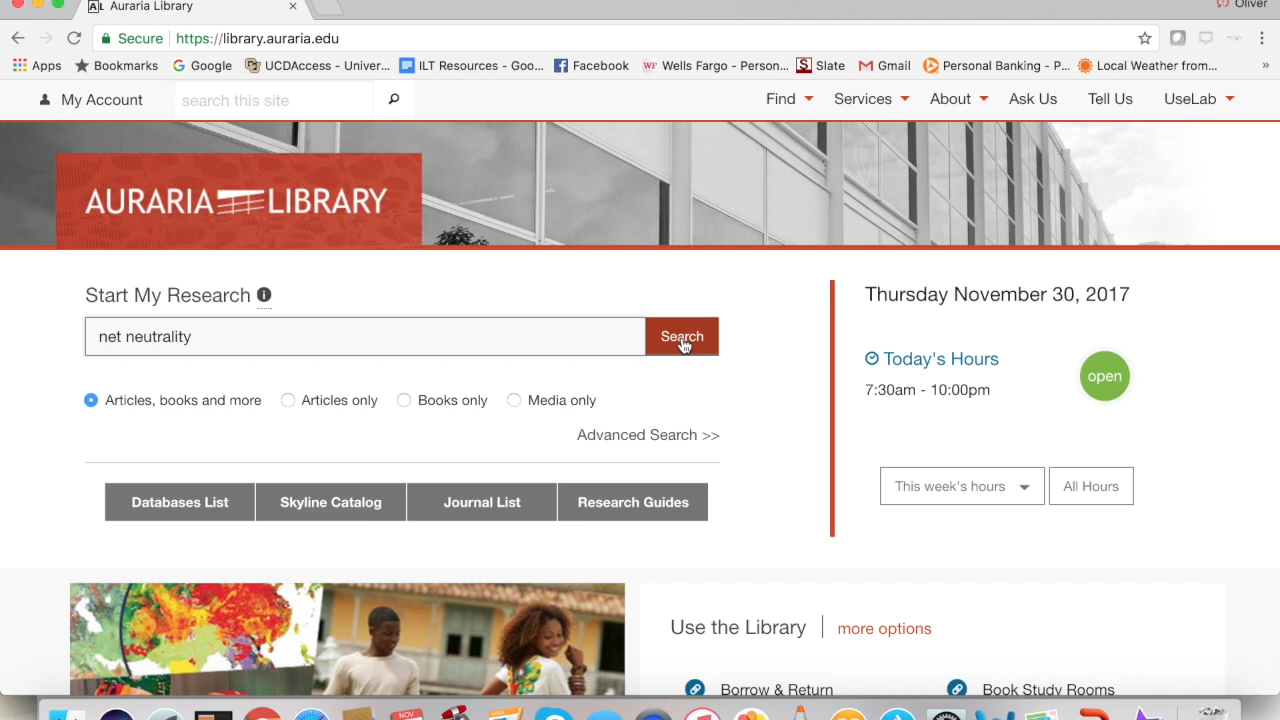 AL Auraria Library ×
Oliver
Secure https://library.auraria.edu
Apps Bookmarks Google UCDAccess - Univer... ILT Resources - Goo... Facebook WF Wells Fargo - Person... S Slate Gmail Personal Banking - P... Local Weather from... »
My Account search this site Find Services About Ask Us Tell Us UseLab
AURARIA LIBRARY
Start My Research
net neutrality Search
Articles, books and more Articles only Books only Media only
Advanced Search >>
Databases List Skyline Catalog Journal List Research Guides
Thursday November 30, 2017
Today's Hours
7:30am - 10:00pm
open
This week's hours All Hours
Use the Library more options
Borrow & Return Book Study Rooms
NOV